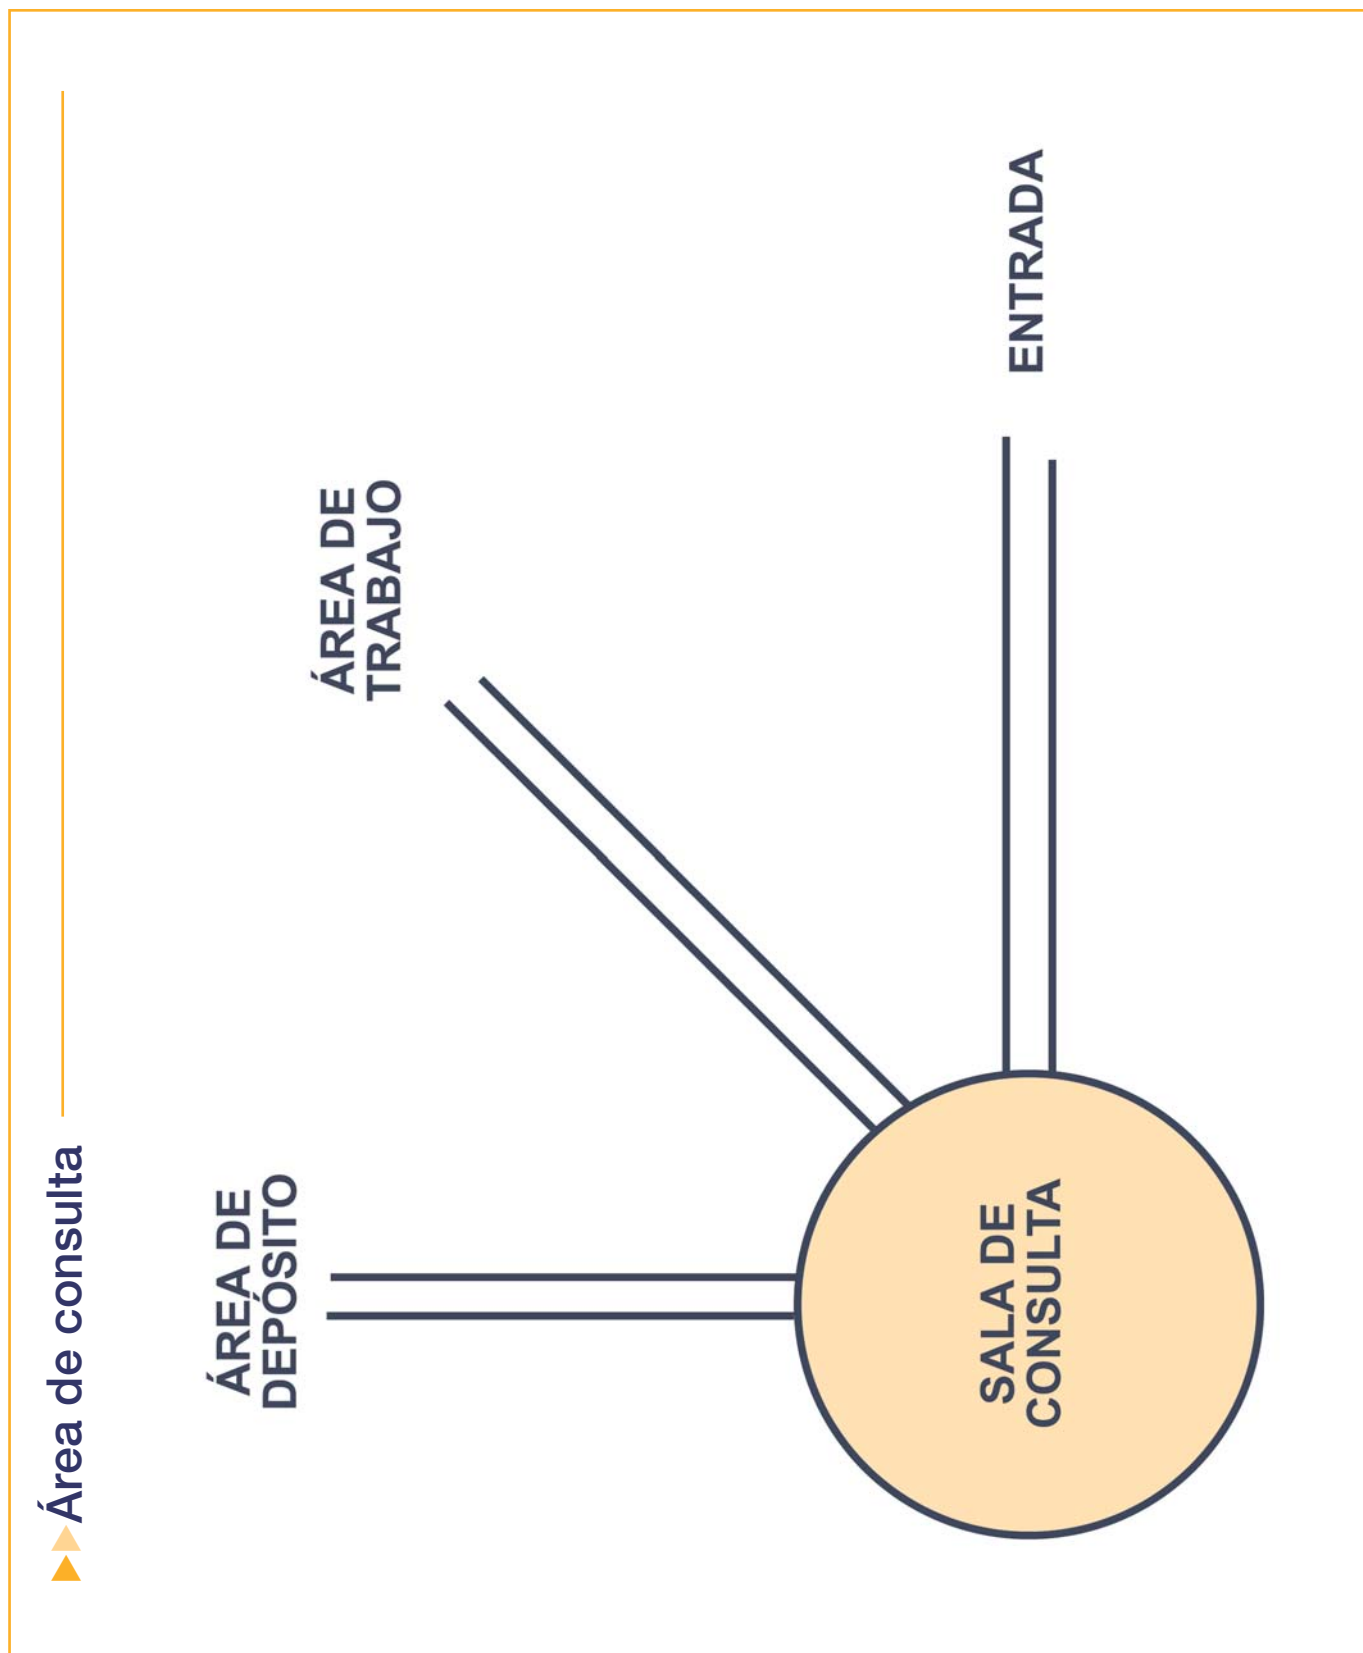 Área de consulta
ÁREA DE
DEPÓSITO
ÁREA DE
TRABAJO
SALA DE
CONSULTA
ENTRADA